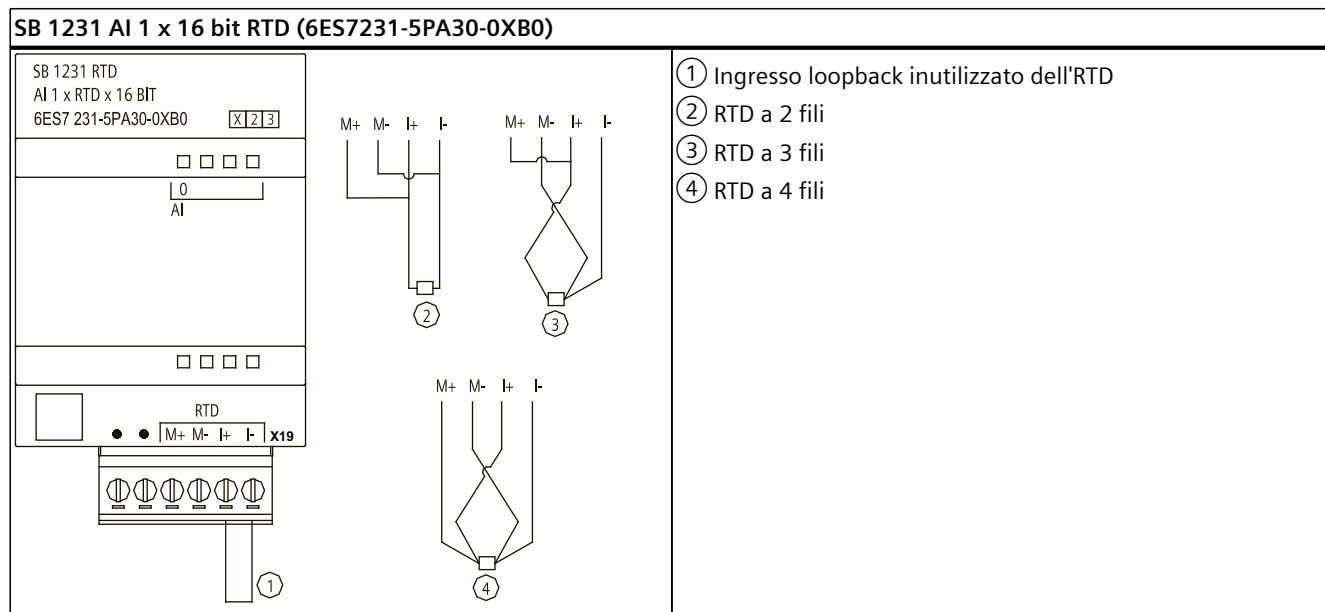 SB 1231 AI 1 x 16 bit RTD (6ES7231-5PA30-0XB0)
SB 1231 RTD
AI 1 x RTD x 16 BIT
6ES7 231-5PA30-0XB0 X 2 3
0
AI
RTD
M+ M- I+ I- X19
1
M+ M- I+ I-
2
M+ M- I+ I-
3
M+ M- I+ I-
4
1 Ingresso loopback inutilizzato dell'RTD
2 RTD a 2 fili
3 RTD a 3 fili
4 RTD a 4 fili